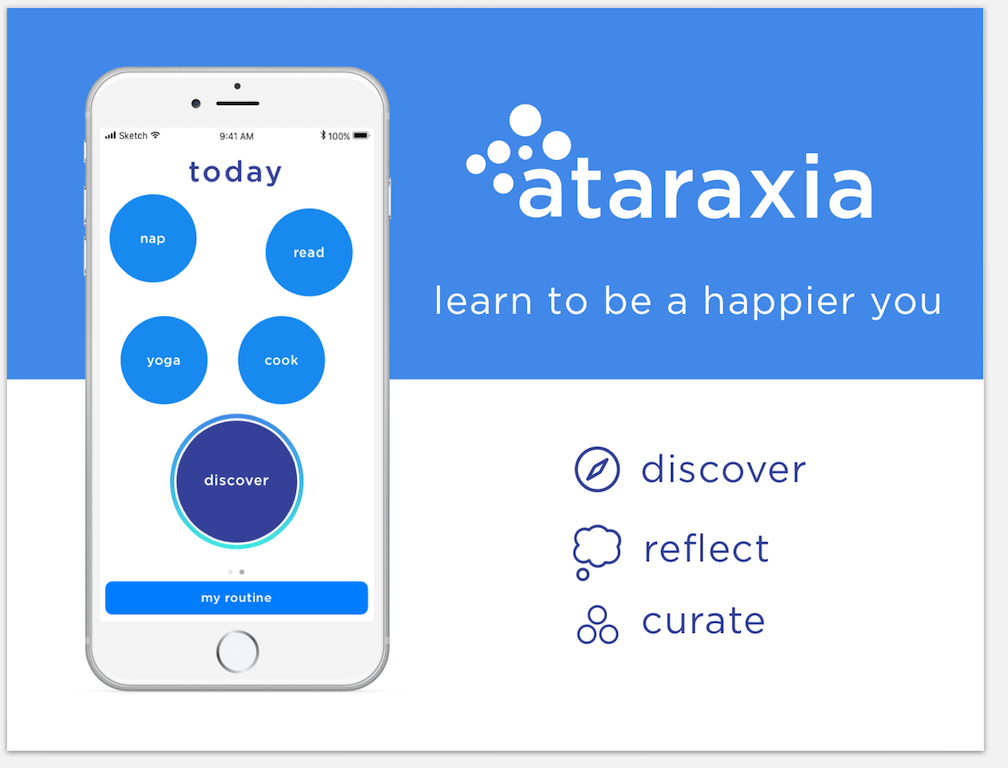 Sketch 9:41 AM 100%
today
nap
read
yoga
cook
discover
my routine
ataraxia
learn to be a happier you
discover
reflect
curate